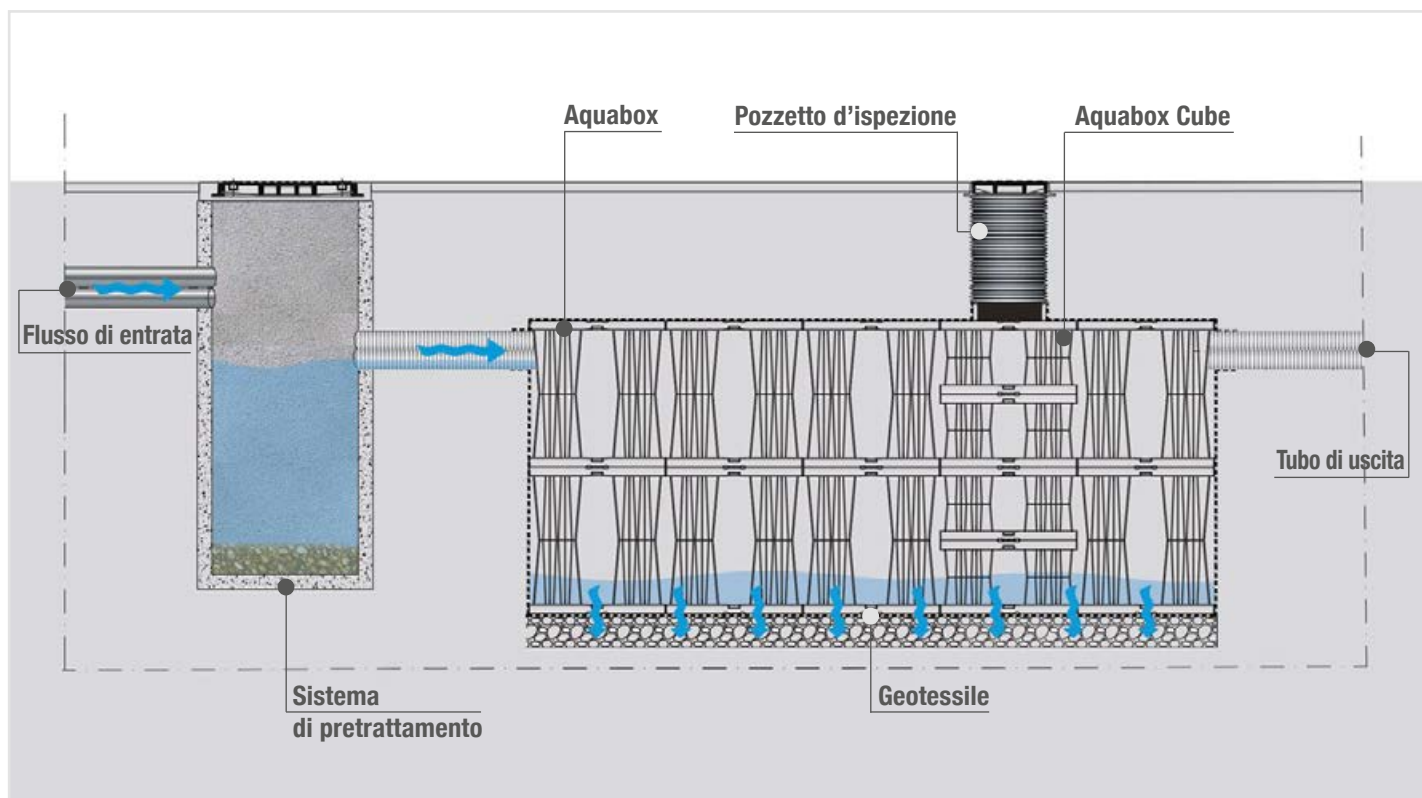 Aquabox
Pozzetto d'ispezione
Aquabox Cube
Flusso di entrata
Tubo di uscita
Sistema
di pretrattamento
Geotessile